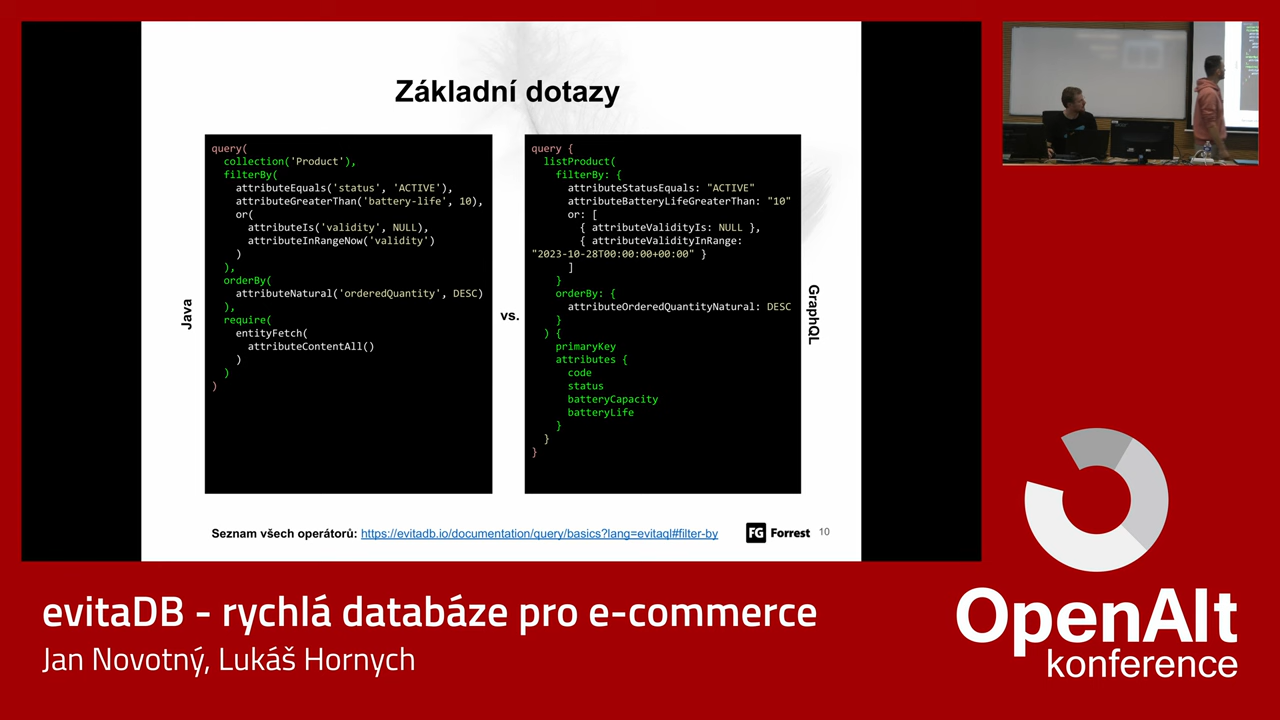 Základní dotazy
Java
query(
collection('Product'),
filterBy(
attributeEquals('status', 'ACTIVE'),
attributeGreaterThan('battery-life', 10),
or(
attributeIs('validity', NULL),
attributeInRangeNow('validity')
)
),
orderBy(
attributeNatural('orderedQuantity', DESC)
),
require(
entityFetch(
attributeContentAll()
)
)
)
vs.
query {
listProduct(
filterBy: {
attributeStatusEquals: "ACTIVE"
attributeBatteryLifeGreaterThan: "10"
or: [
{ attributeValidityIs: NULL },
{ attributeValidityInRange:
"2023-10-28T00:00:00+00:00" }
]
}
orderBy: {
attributeOrderedQuantityNatural: DESC
}
) {
primaryKey
attributes {
code
status
batteryCapacity
batteryLife
}
}
}
GraphQL
Seznam všech operátorů: https://evitadb.io/documentation/query/basics?lang=evitaql#filter-by
FG Forrest 10
evitaDB - rychlá databáze pro e-commerce
Jan Novotný, Lukáš Hornych
OpenAlt
konference